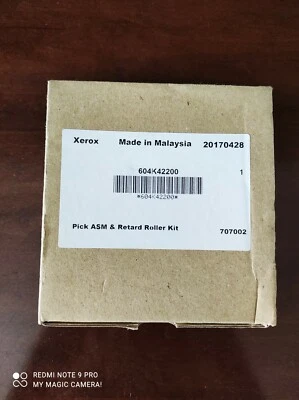 Xerox Made in Malaysia 20170428
604K42200 1
*604K42200*
Pick ASM & Retard Roller Kit 707002
REDMI NOTE 9 PRO
MY MAGIC CAMERA!